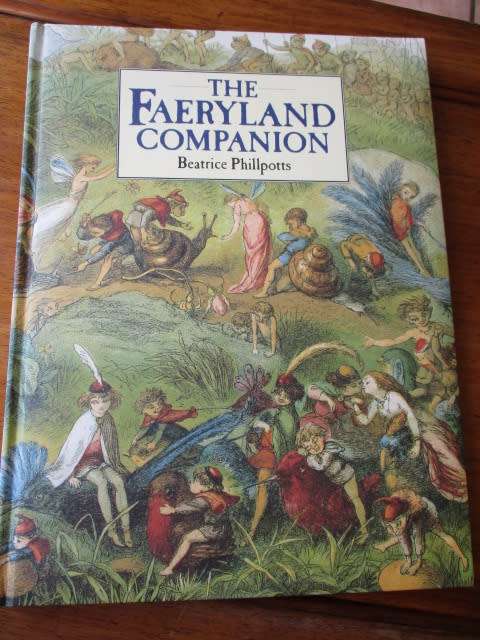 THE
FAERYLAND
COMPANION
Beatrice Phillpotts